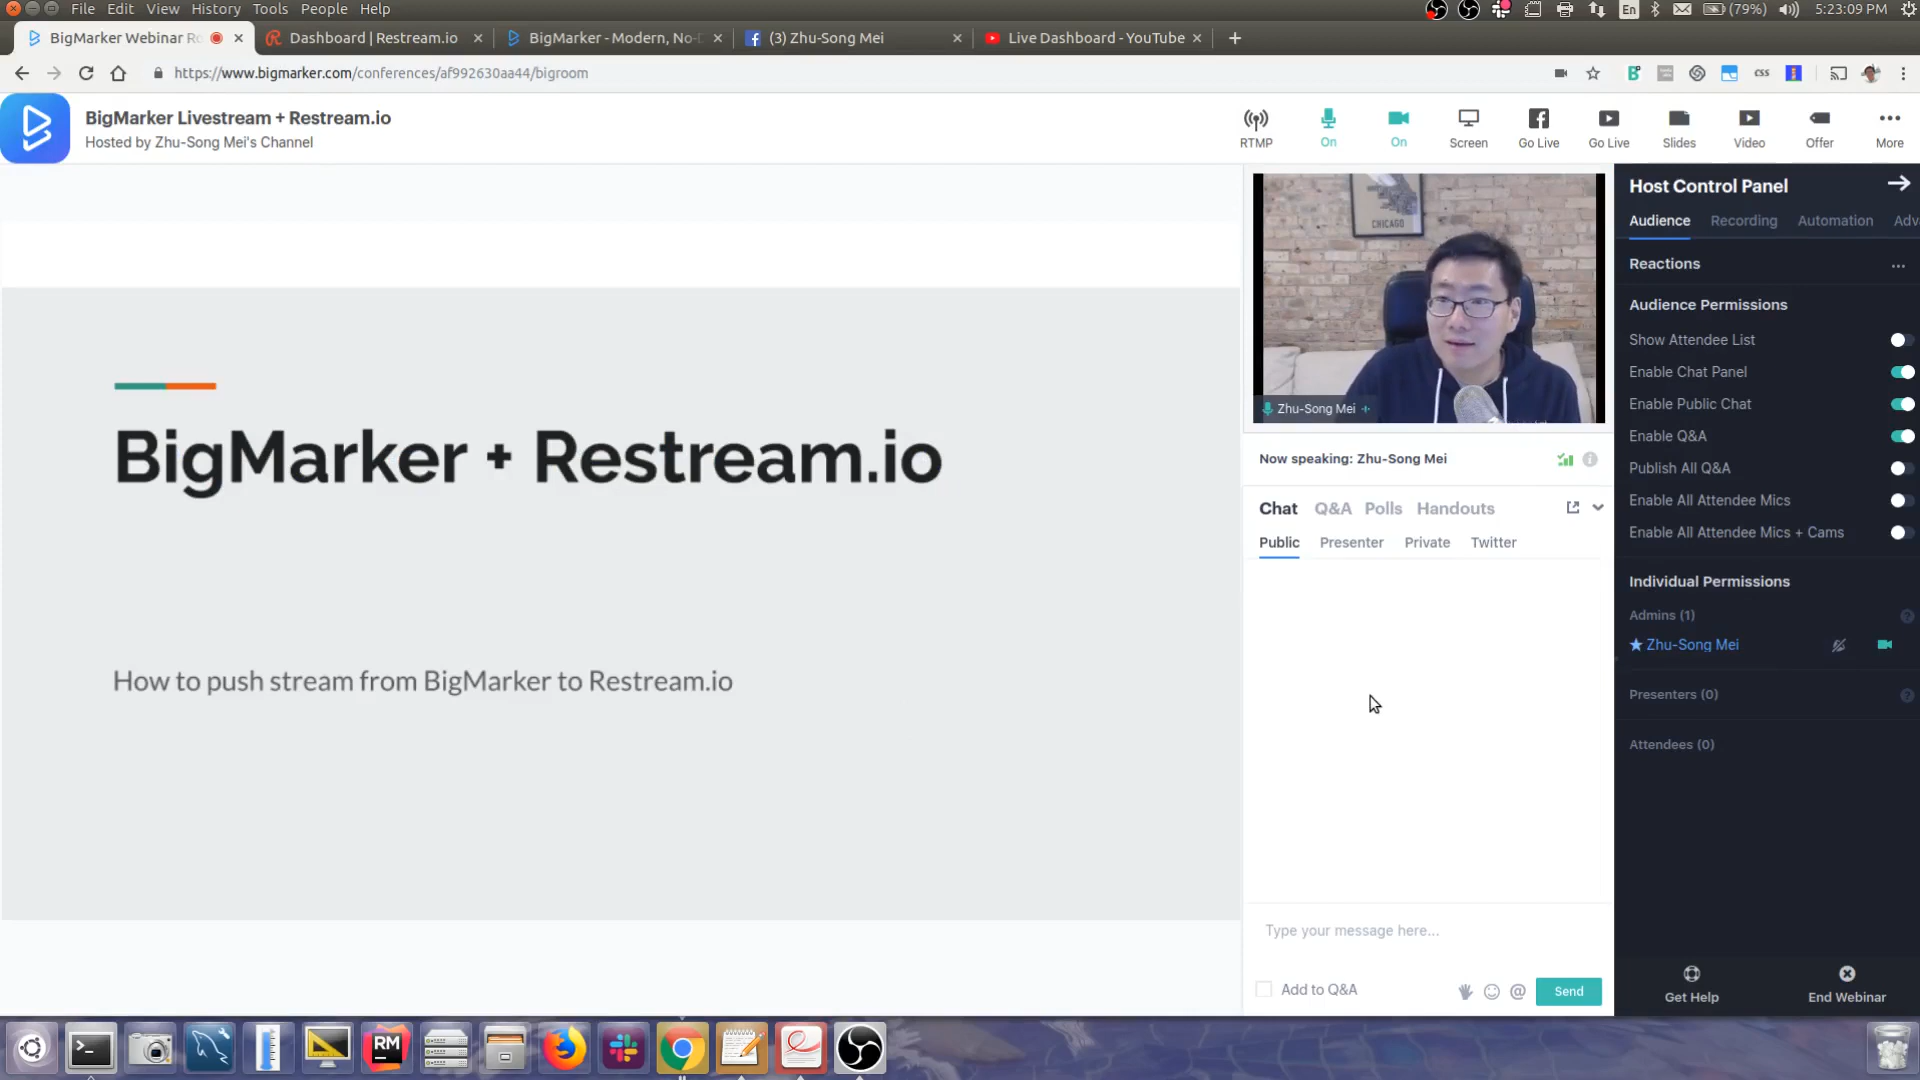 File Edit View History Tools People Help
En (79%) 5:23:09 PM
BigMarker Webinar Ro
Dashboard | Restream.io
BigMarker - Modern, No-D
(3) Zhu-Song Mei
Live Dashboard - YouTube
https://www.bigmarker.com/conferences/af992630aa44/bigroom
CSS
BigMarker Livestream + Restream.io
Hosted by Zhu-Song Mei's Channel
RTMP
On
On
Screen
Go Live
Go Live
Slides
Video
Offer
More
BigMarker + Restream.io
How to push stream from BigMarker to Restream.io
CHICAGO
Zhu-Song Mei
Now speaking: Zhu-Song Mei
Chat Q&A Polls Handouts
Public Presenter Private Twitter
Type your message here...
Add to Q&A
@
Send
Host Control Panel
Audience Recording Automation Adv
Reactions
Audience Permissions
Show Attendee List
Enable Chat Panel
Enable Public Chat
Enable Q&A
Publish All Q&A
Enable All Attendee Mics
Enable All Attendee Mics + Cams
Individual Permissions
Admins (1)
Zhu-Song Mei
Presenters (0)
Attendees (0)
Get Help
End Webinar
RM